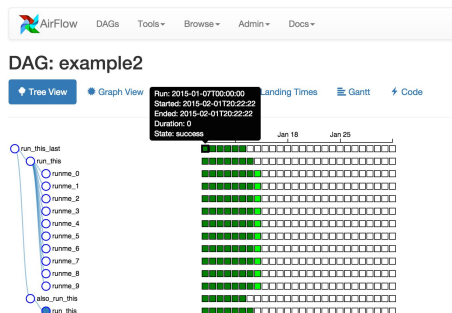 AirFlow DAGs Tools Browse Admin Docs
DAG: example2
Tree View Graph View Landing Times Gantt Code
Run: 2015-01-07T00:00:00
Started: 2015-02-01T20:22:22
Ended: 2015-02-01T20:22:22
Duration: 0
State: success
Jan 18 Jan 25
run_this_last
run_this
runme_0
runme_1
runme_2
runme_3
runme_4
runme_5
runme_6
runme_7
runme_8
runme_9
also_run_this
run_this